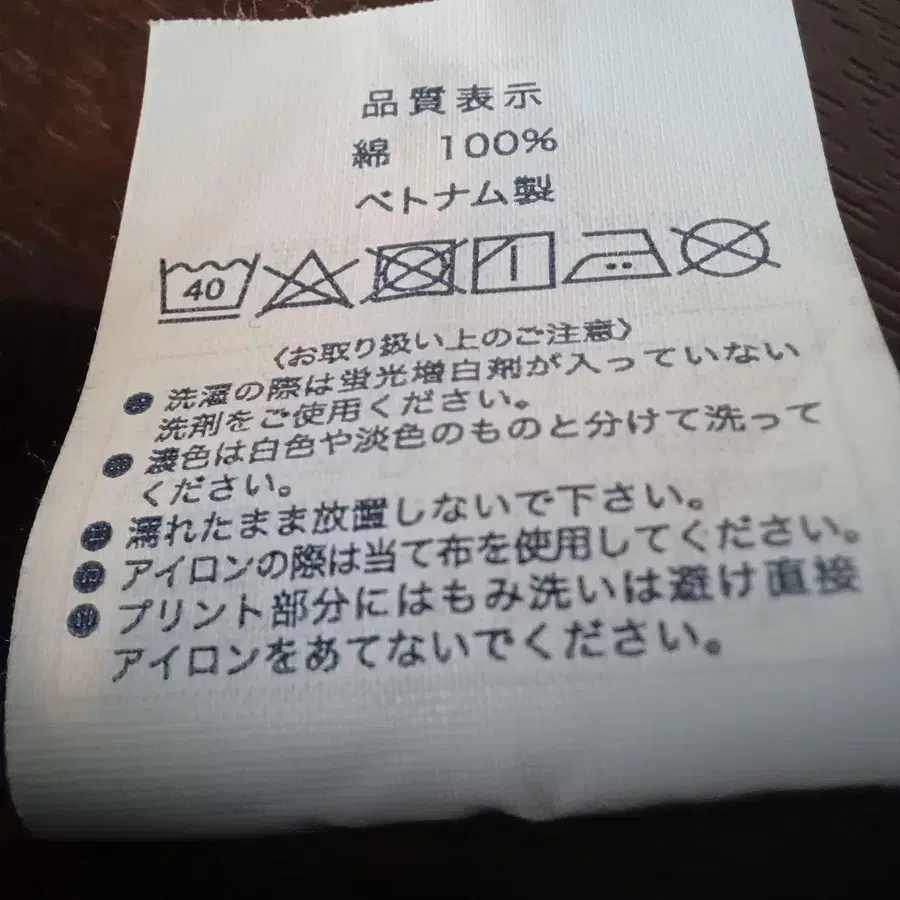 品質表示
綿 100%
ベトナム製
40
〈お取り扱い上のご注意〉
● 洗濯の際は蛍光増白剤が入っていない
洗剤をご使用ください。
● 濃色は白色や淡色のものと分けて洗って
ください。
● 濡れたまま放置しないで下さい。
● アイロンの際は当て布を使用してください。
● プリント部分にはもみ洗いは避け直接
アイロンをあてないでください。